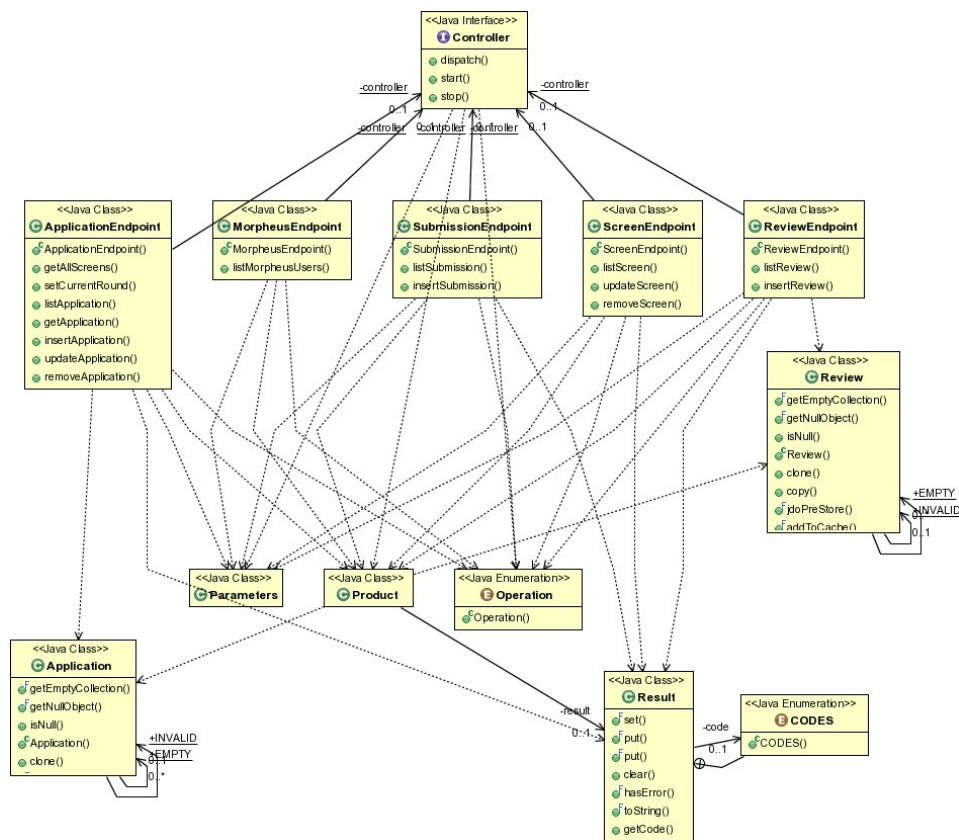 <<Java Interface>>
Controller
dispatch()
start()
stop()
-controller
0..1
-controller
0..1
-controller
0..1
-controller
-controller
0..1
<<Java Class>>
ApplicationEndpoint
ApplicationEndpoint()
getAllScreens()
setCurrentRound()
listApplication()
getApplication()
insertApplication()
updateApplication()
removeApplication()
<<Java Class>>
MorpheusEndpoint
MorpheusEndpoint()
listMorpheusUsers()
<<Java Class>>
SubmissionEndpoint
SubmissionEndpoint()
listSubmission()
insertSubmission()
<<Java Class>>
ScreenEndpoint
ScreenEndpoint()
listScreen()
updateScreen()
removeScreen()
<<Java Class>>
ReviewEndpoint
ReviewEndpoint()
listReview()
insertReview()
<<Java Class>>
Review
getEmptyCollection()
getNullObject()
isNull()
Review()
clone()
copy()
jdoPreStore()
addToCache()
+EMPTY
+INVALID
0..1
<<Java Class>>
Parameters
<<Java Class>>
Product
<<Java Enumeration>>
Operation
Operation()
<<Java Class>>
Application
getEmptyCollection()
getNullObject()
isNull()
Application()
clone()
+INVALID
+EMPTY
0..*
-result
0..1
<<Java Class>>
Result
set()
put()
put()
clear()
hasError()
toString()
getCode()
-code
0..1
<<Java Enumeration>>
CODES
CODES()